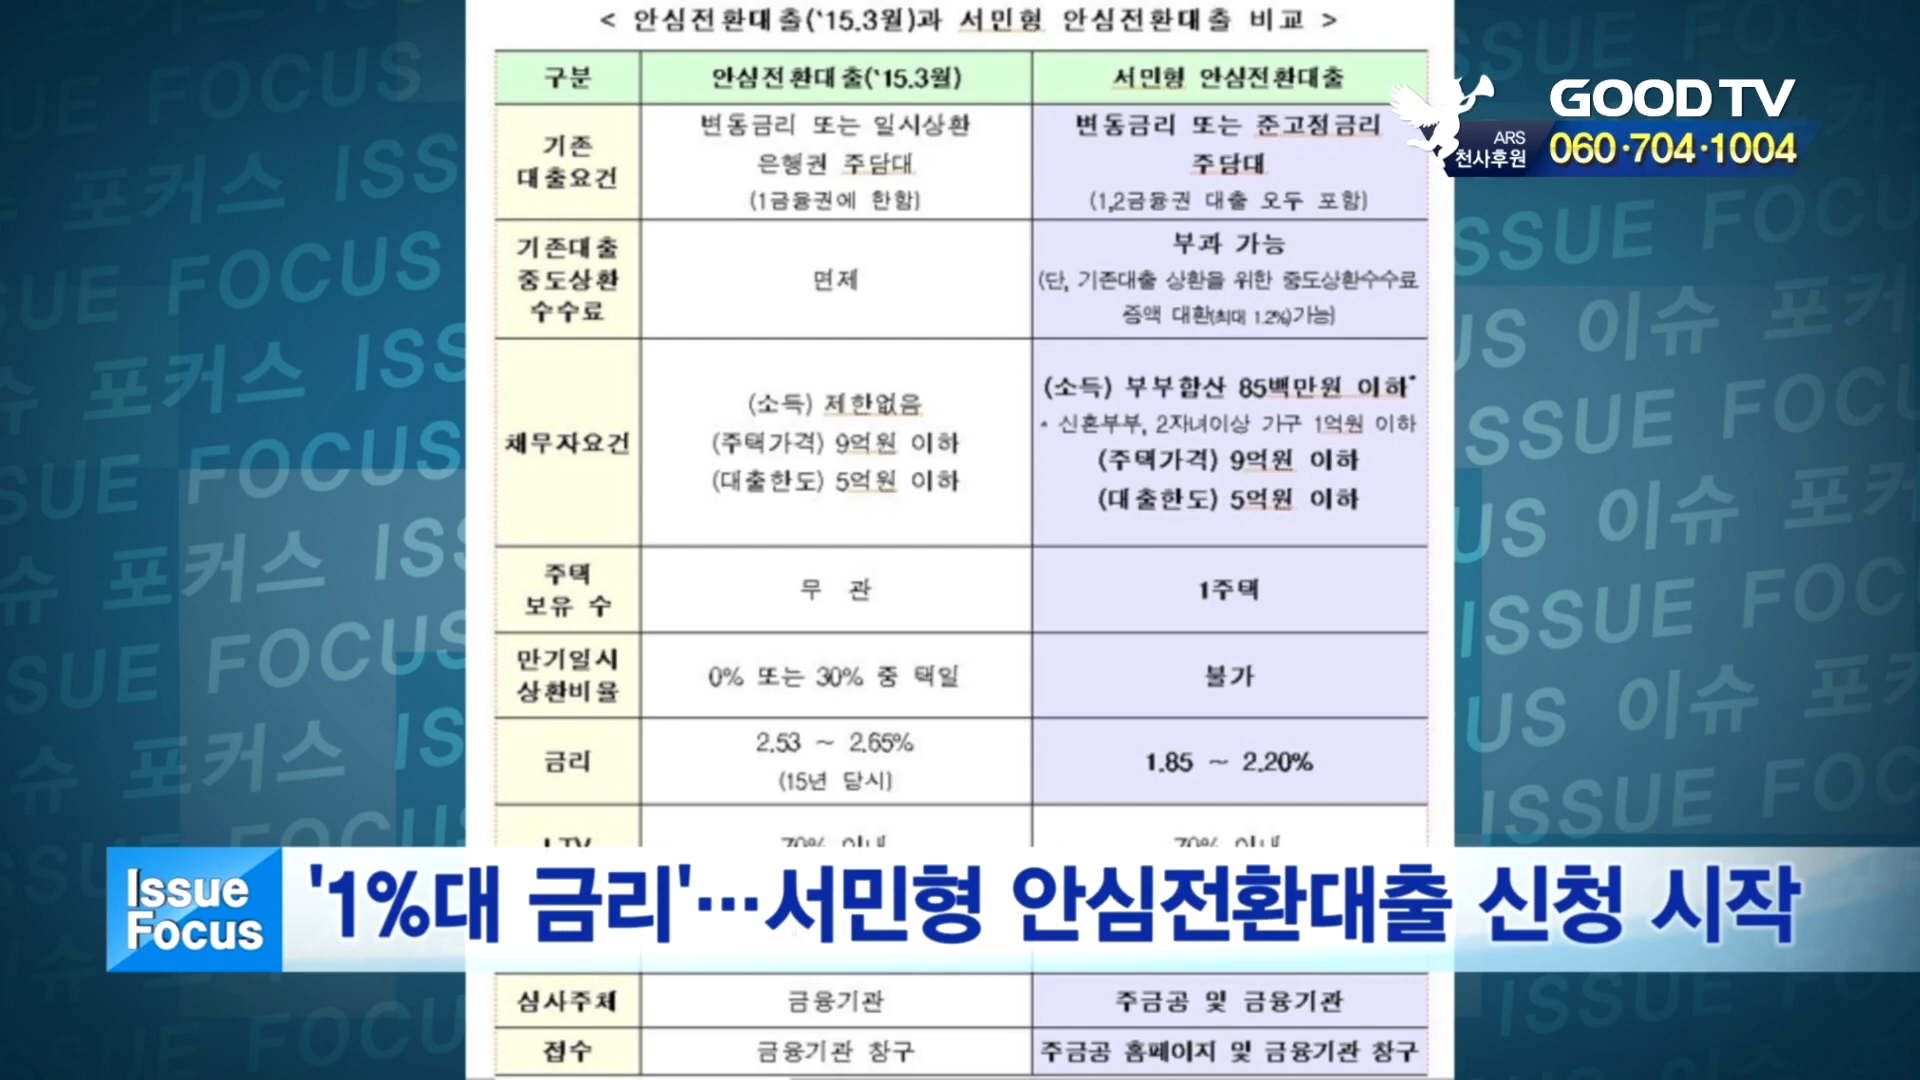 < 안심전환대출('15.3월)과 서민형 안심전환대출 비교 >
구분 안심전환대출('15.3월) 서민형 안심전환대출
기존 대출요건
변동금리 또는 일시상환
은행권 주담대
(1금융권에 한함)
변동금리 또는 준고정금리
주담대
(1,2금융권 대출 모두 포함)
기존대출
중도상환
수수료
면제
부과 가능
(단, 기존대출 상환을 위한 중도상환수수료
증액 대환(최대 1.2%)가능)
채무자요건
(소득) 제한없음
(주택가격) 9억원 이하
(대출한도) 5억원 이하
(소득) 부부합산 85백만원 이하*
* 신혼부부, 2자녀이상 가구 1억원 이하
(주택가격) 9억원 이하
(대출한도) 5억원 이하
주택
보유 수
무 관
1주택
만기일시
상환비율
0% 또는 30% 중 택일
불가
금리
2.53 ~ 2.65%
(15년 당시)
1.85 ~ 2.20%
LTV 70% 이내 70% 이내
심사주체 금융기관 주금공 및 금융기관
접수 금융기관 창구 주금공 홈페이지 및 금융기관 창구
GOODTV
ARS
천사후원
060·704·1004
Issue
Focus
'1%대 금리'…서민형 안심전환대출 신청 시작
ISSUE FOCUS
이슈 포커스